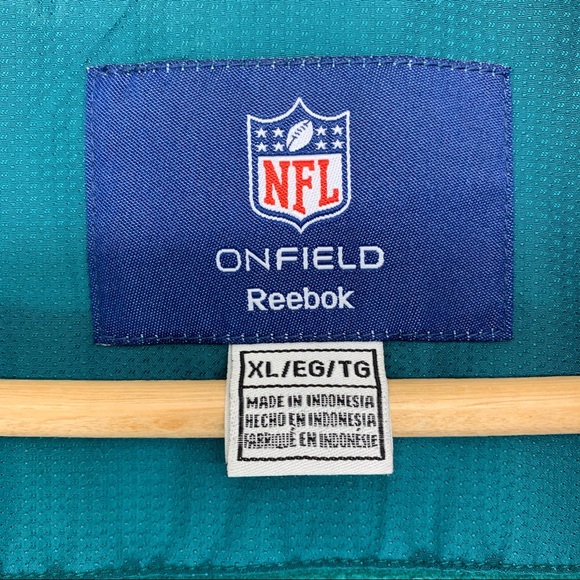 NFL
ONFIELD
Reebok
XL/EG/TG
MADE IN INDONESIA
HECHO EN INDONESIA
FABRIQUÉ EN INDONÉSIE